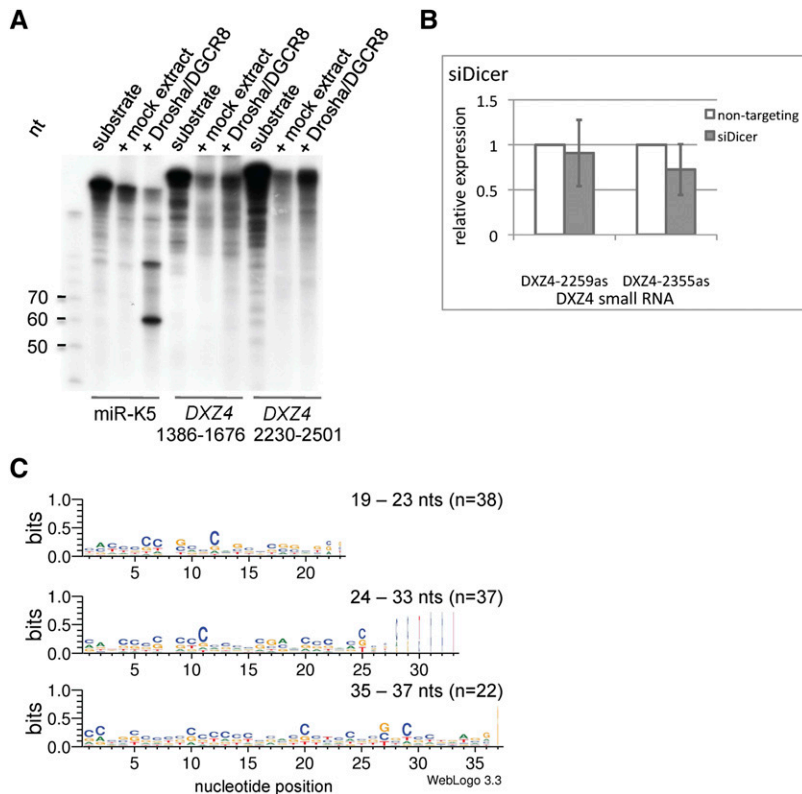 A
nt
substrate
+ mock extract
+ Drosha/DGCR8
substrate
+ mock extract
+ Drosha/DGCR8
substrate
+ mock extract
+ Drosha/DGCR8
70
60
50
miR-K5
DXZ4
1386-1676
DXZ4
2230-2501
B
siDicer
relative expression
1.5
1
0.5
0
non-targeting
siDicer
DXZ4-2259as
DXZ4-2355as
DXZ4 small RNA
C
19 – 23 nts (n=38)
bits
1.0
0.5
0.0
5 10 15 20
24 – 33 nts (n=37)
bits
1.0
0.5
0.0
5 10 15 20 25 30
35 – 37 nts (n=22)
bits
1.0
0.5
0.0
5 10 15 20 25 30 35
nucleotide position
WebLogo 3.3